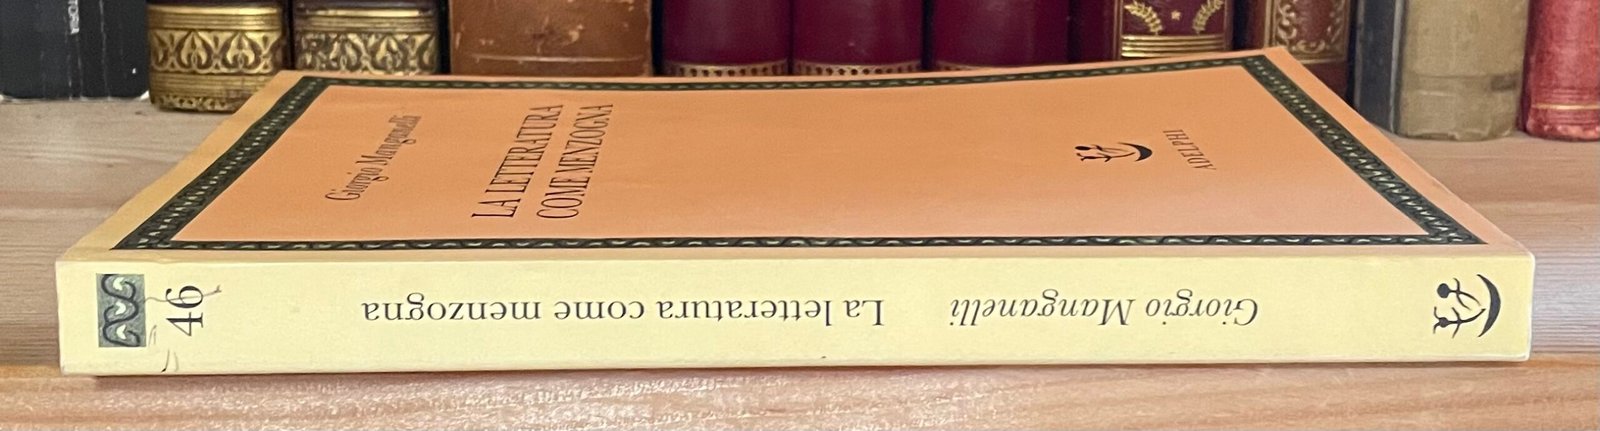 Giorgio Manganelli
LA LETTERATURA
COME MENZOGNA
ADELPHI
Giorgio Manganelli La letteratura come menzogna
46